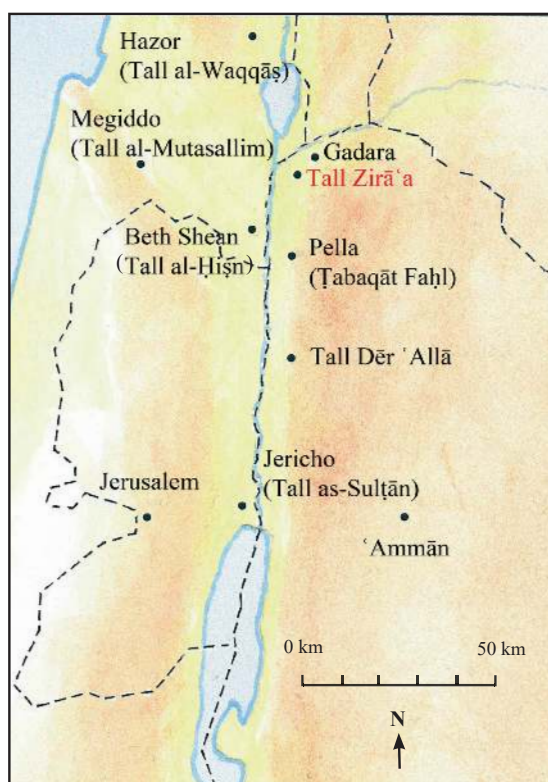 Hazor
(Tall al-Waqqāṣ)
Megiddo
(Tall al-Mutasallim)
Gadara
Tall Zirāʿa
Beth Shean
(Tall al-Ḥiṣn)
Pella
(Ṭabaqāt Faḥl)
Tall Dēr ʿAllā
Jericho
(Tall as-Sulṭān)
Jerusalem
ʿAmmān
0 km 50 km
N